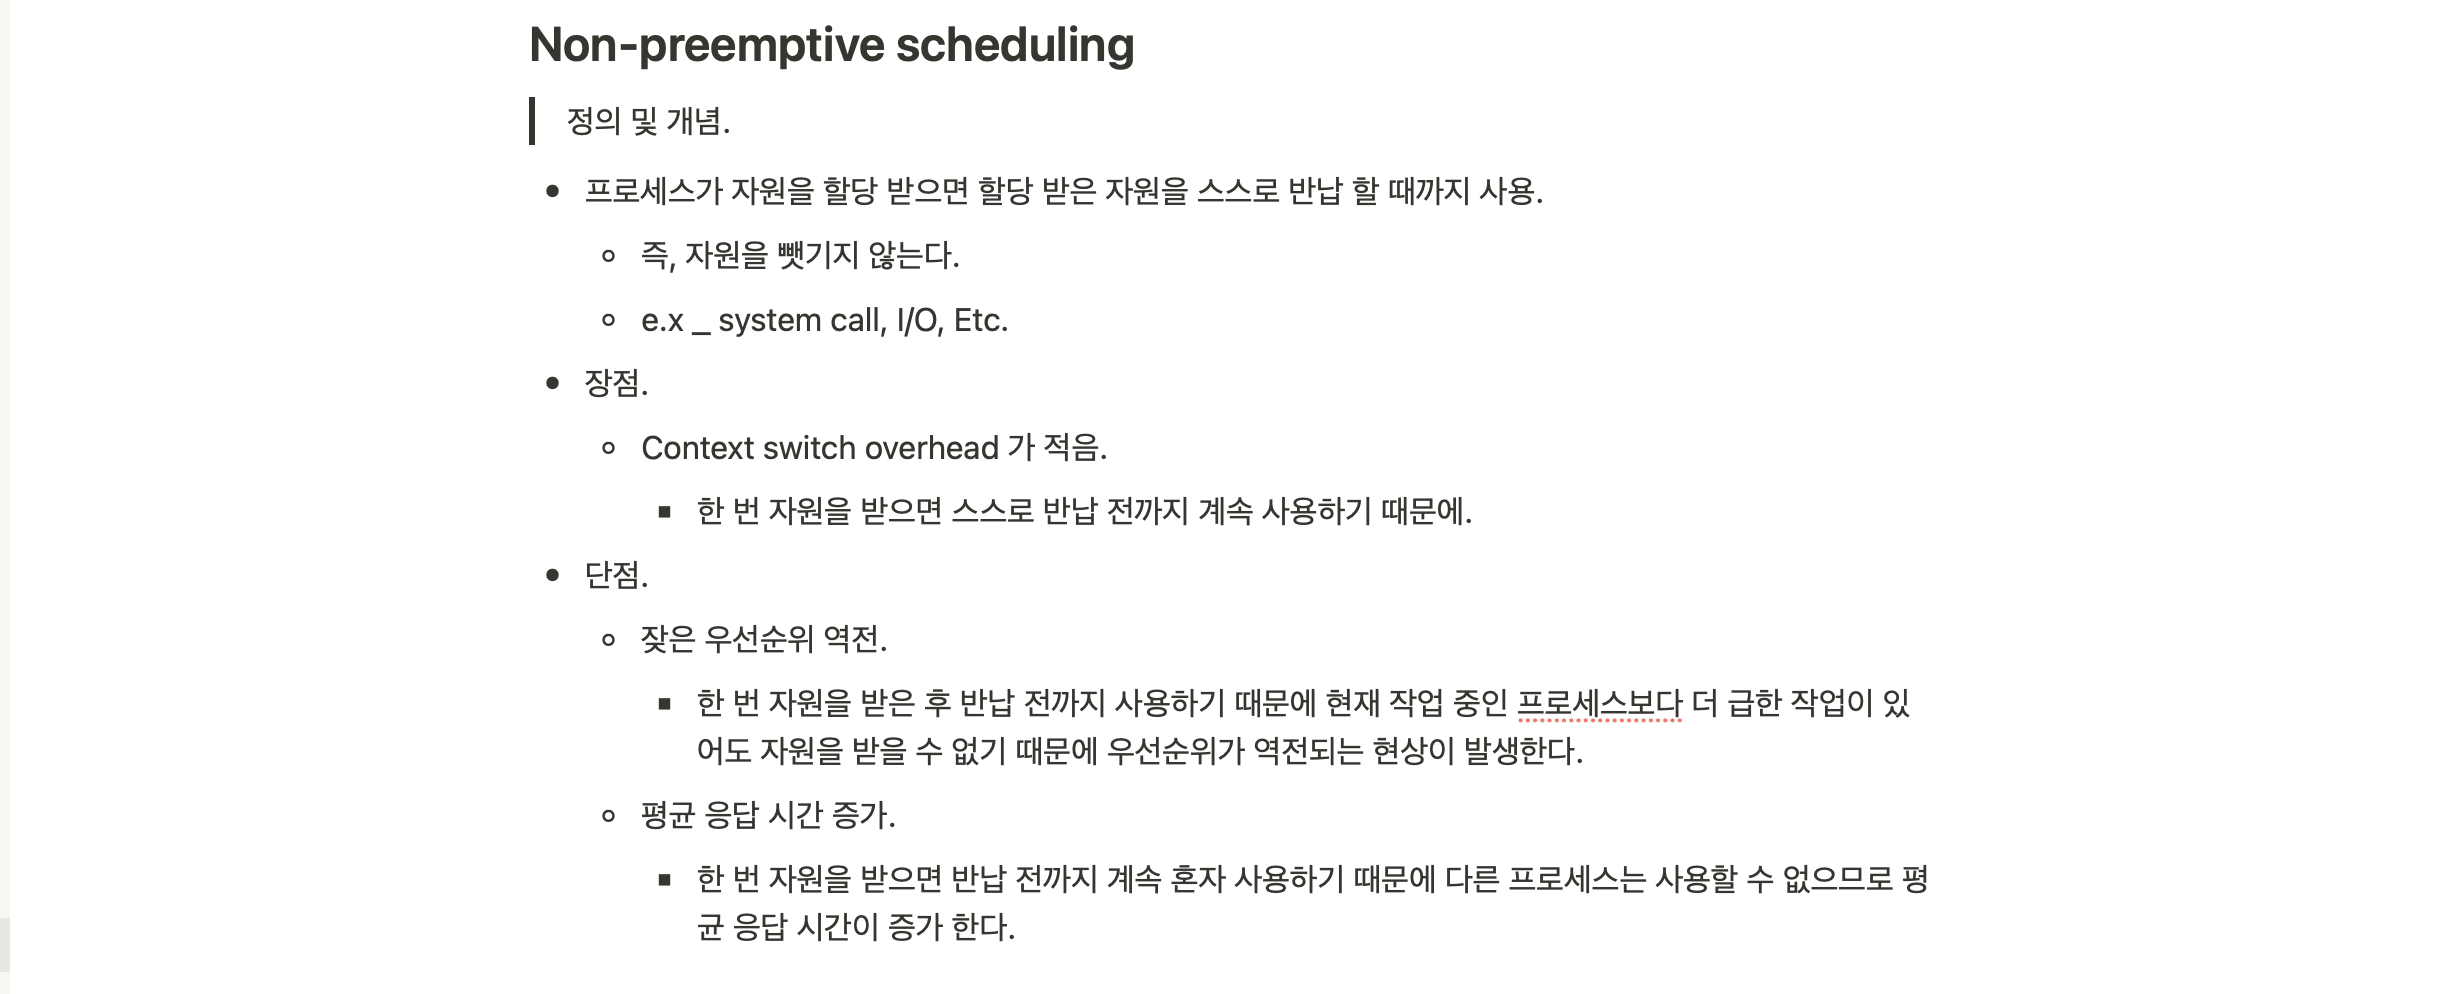 Non-preemptive scheduling
정의 및 개념.
프로세스가 자원을 할당 받으면 할당 받은 자원을 스스로 반납 할 때까지 사용.
즉, 자원을 뺏기지 않는다.
e.x _ system call, I/O, Etc.
장점.
Context switch overhead 가 적음.
한 번 자원을 받으면 스스로 반납 전까지 계속 사용하기 때문에.
단점.
잦은 우선순위 역전.
한 번 자원을 받은 후 반납 전까지 사용하기 때문에 현재 작업 중인 프로세스보다 더 급한 작업이 있
어도 자원을 받을 수 없기 때문에 우선순위가 역전되는 현상이 발생한다.
평균 응답 시간 증가.
한 번 자원을 받으면 반납 전까지 계속 혼자 사용하기 때문에 다른 프로세스는 사용할 수 없으므로 평
균 응답 시간이 증가 한다.